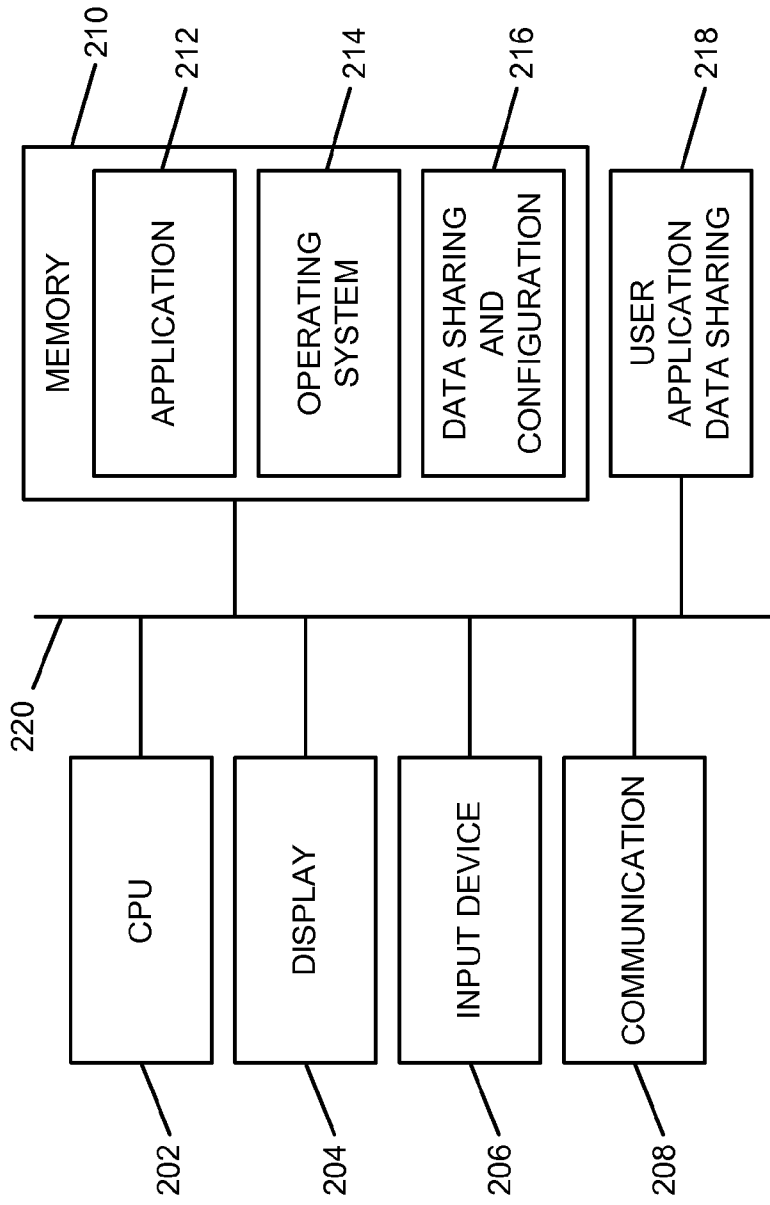 220
CPU
202
DISPLAY
204
INPUT DEVICE
206
COMMUNICATION
208
MEMORY
210
APPLICATION
212
OPERATING
SYSTEM
214
DATA SHARING
AND
CONFIGURATION
216
USER
APPLICATION
DATA SHARING
218